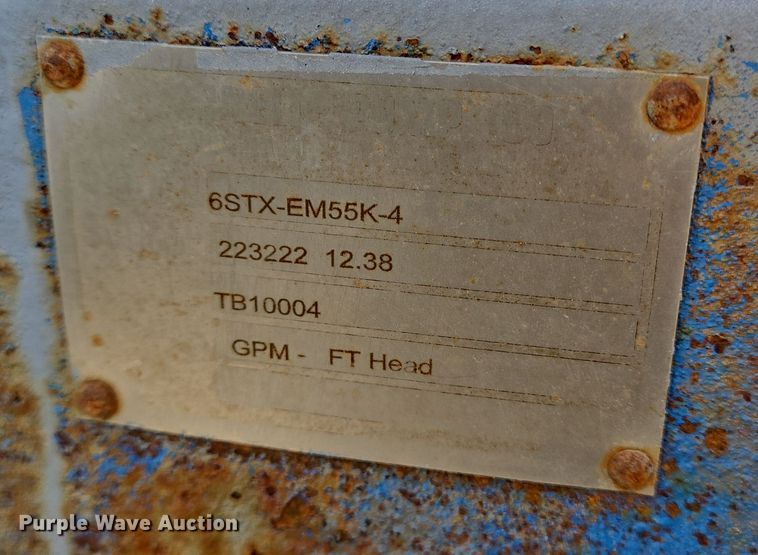 6STX-EM55K-4
223222 12.38
TB10004
GPM - FT Head
Purple Wave Auction